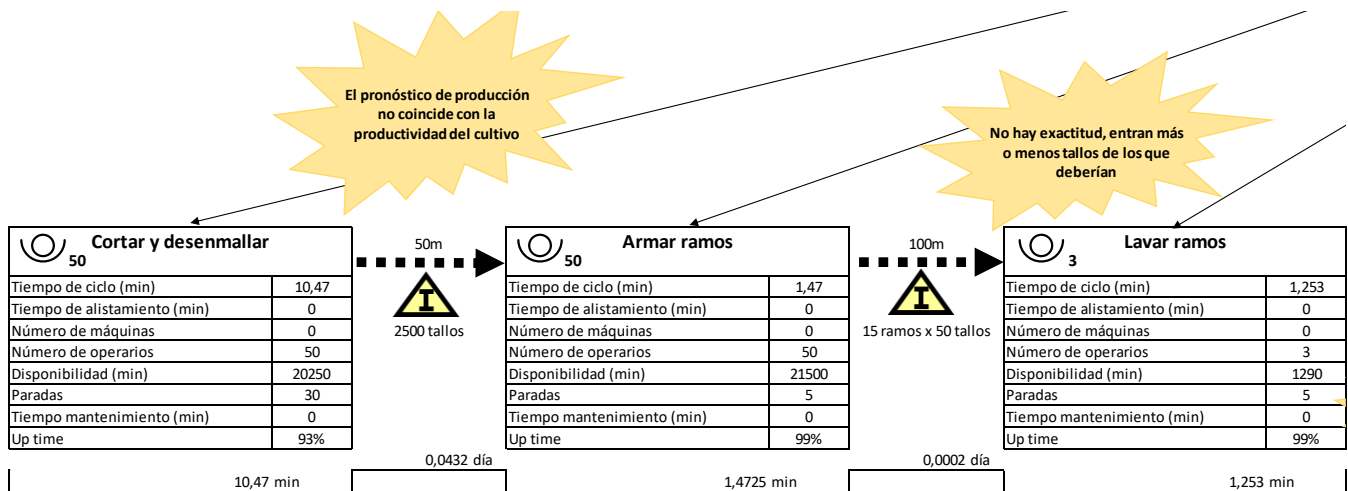 El pronóstico de producción
no coincide con la
productividad del cultivo
No hay exactitud, entran más
o menos tallos de los que
deberían
Cortar y desenmallar
50
Tiempo de ciclo (min) 10,47
Tiempo de alistamiento (min) 0
Número de máquinas 0
Número de operarios 50
Disponibilidad (min) 20250
Paradas 30
Tiempo mantenimiento (min) 0
Up time 93%
50m
I
2500 tallos
Armar ramos
50
Tiempo de ciclo (min) 1,47
Tiempo de alistamiento (min) 0
Número de máquinas 0
Número de operarios 50
Disponibilidad (min) 21500
Paradas 5
Tiempo mantenimiento (min) 0
Up time 99%
100m
I
15 ramos x 50 tallos
Lavar ramos
3
Tiempo de ciclo (min) 1,253
Tiempo de alistamiento (min) 0
Número de máquinas 0
Número de operarios 3
Disponibilidad (min) 1290
Paradas 5
Tiempo mantenimiento (min) 0
Up time 99%
0,0432 día
0,0002 día
10,47 min
1,4725 min
1,253 min